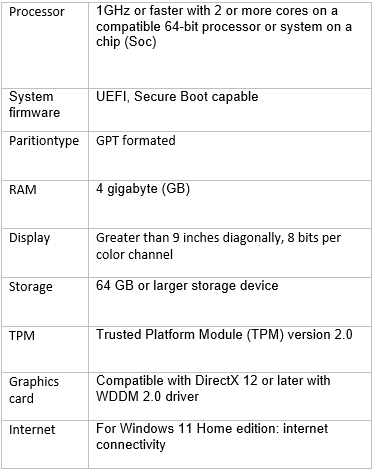 Processor
1GHz or faster with 2 or more cores on a
compatible 64-bit processor or system on a
chip (Soc)
System
firmware
UEFI, Secure Boot capable
Paritiontype
GPT formated
RAM
4 gigabyte (GB)
Display
Greater than 9 inches diagonally, 8 bits per
color channel
Storage
64 GB or larger storage device
TPM
Trusted Platform Module (TPM) version 2.0
Graphics
card
Compatible with DirectX 12 or later with
WDDM 2.0 driver
Internet
For Windows 11 Home edition: internet
connectivity